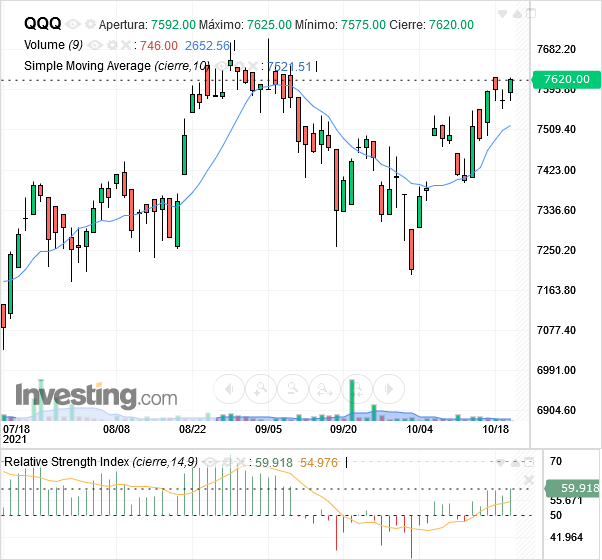 QQQ Apertura: 7592.00 Máximo: 7625.00 Mínimo: 7575.00 Cierre: 7620.00
Volume (9) : 746.00 2652.56
Simple Moving Average (cierre,10) : 7521.51
7682.20
7620.00
7595.80
7509.40
7423.00
7336.60
7250.20
7163.80
7077.40
6991.00
6904.60
Investing.com
07/18 08/08 08/22 09/05 09/20 10/04 10/18
2021
Relative Strength Index (cierre,14,9) : 59.918 54.976
70
59.918
55.671
50
41.964